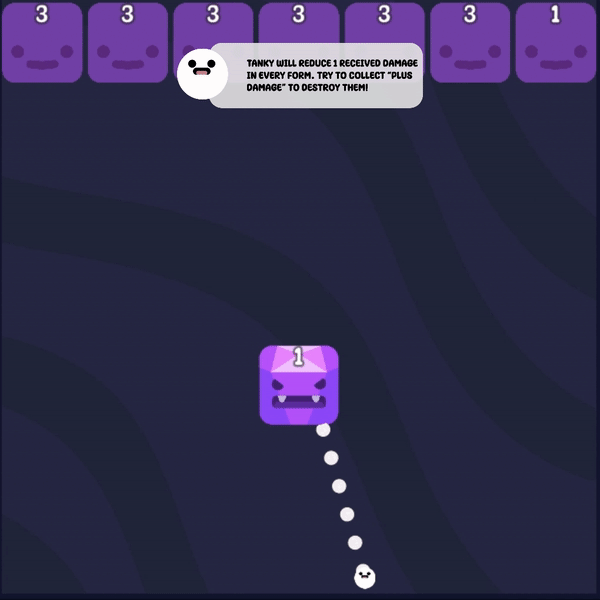 3 3 3 3 3 3 1
TANKY WILL REDUCE 1 RECEIVED DAMAGE
IN EVERY FORM. TRY TO COLLECT "PLUS
DAMAGE" TO DESTROY THEM!
1